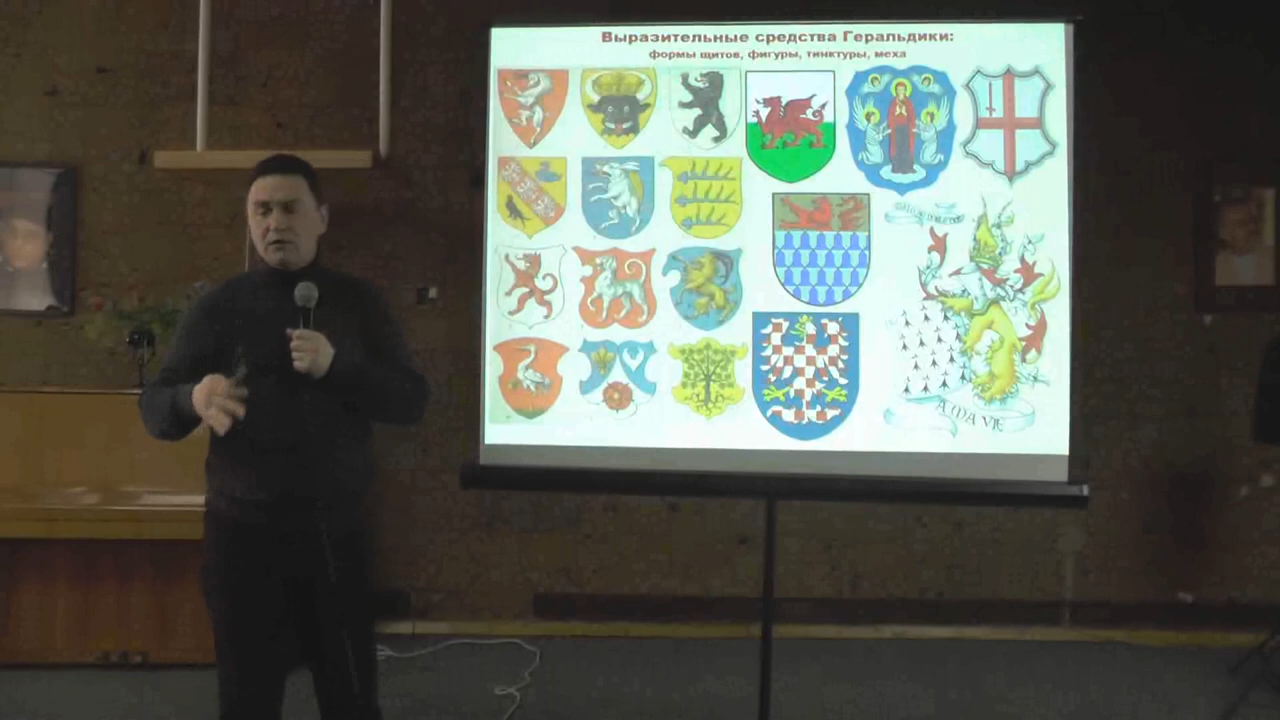 Выразительные средства Геральдики:
формы щитов, фигуры, тинктуры, меха
A MA VIE